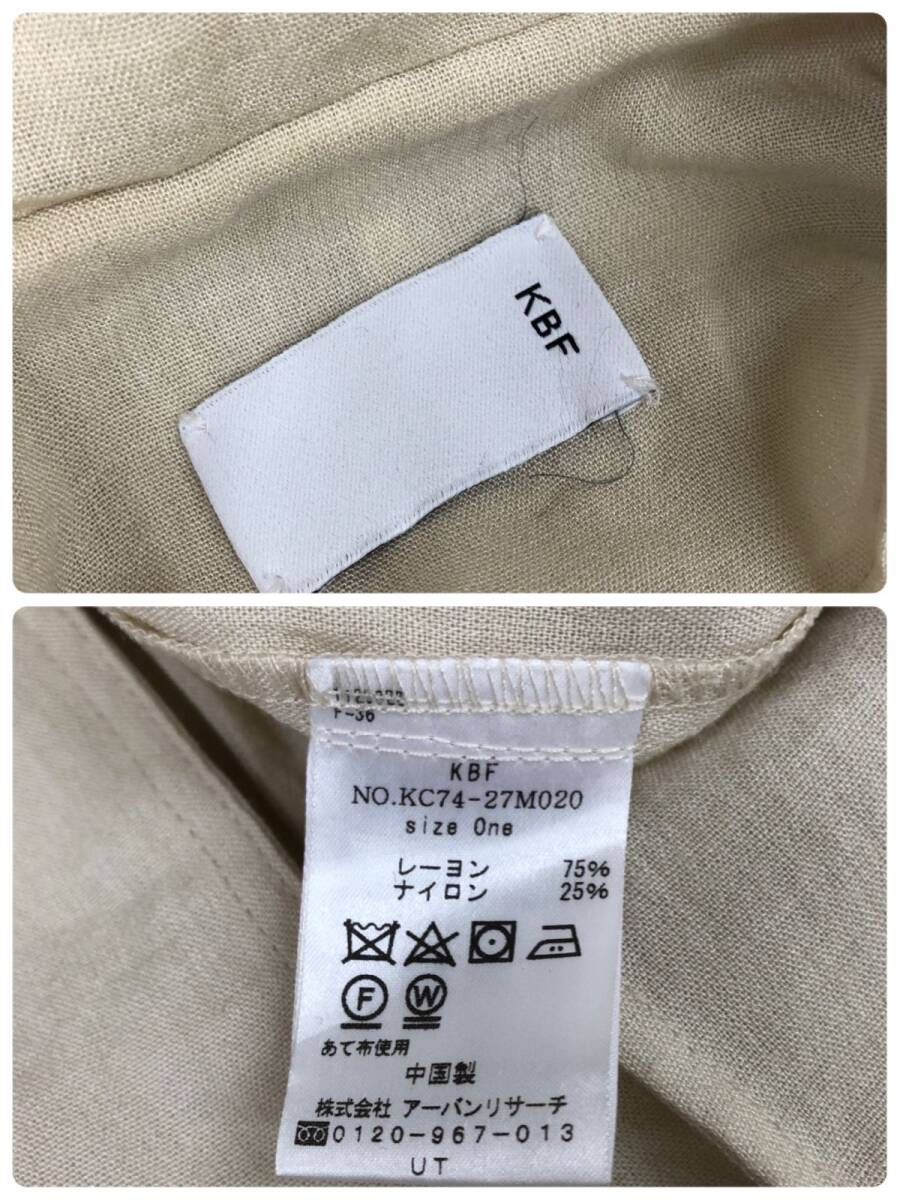 KBF
F-36
KBF
NO.KC74-27M020
size One
レーヨン 75%
ナイロン 25%
F W
あて布使用
中国製
株式会社 アーバンリサーチ
0120-967-013
UT